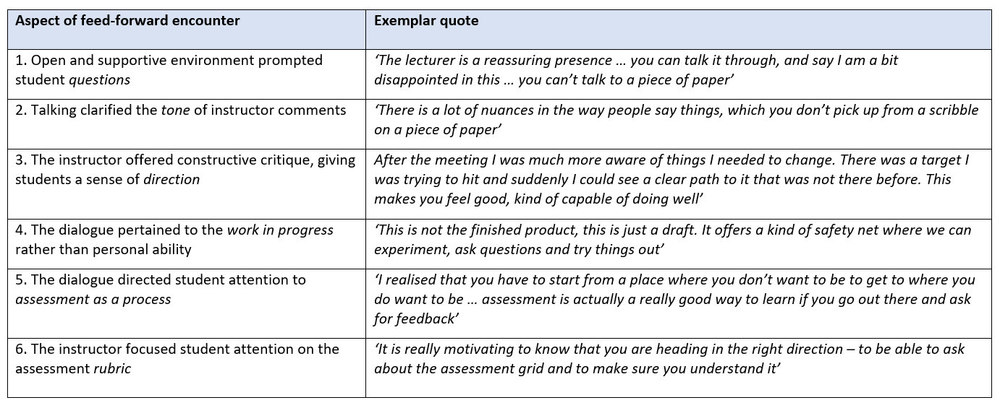 Aspect of feed-forward encounter
Exemplar quote
1. Open and supportive environment prompted
student questions
‘The lecturer is a reassuring presence … you can talk it through, and say I am a bit
disappointed in this … you can’t talk to a piece of paper’
2. Talking clarified the tone of instructor comments
‘There is a lot of nuances in the way people say things, which you don’t pick up from a scribble
on a piece of paper’
3. The instructor offered constructive critique, giving
students a sense of direction
After the meeting I was much more aware of things I needed to change. There was a target I
was trying to hit and suddenly I could see a clear path to it that was not there before. This
makes you feel good, kind of capable of doing well’
4. The dialogue pertained to the work in progress
rather than personal ability
‘This is not the finished product, this is just a draft. It offers a kind of safety net where we can
experiment, ask questions and try things out’
5. The dialogue directed student attention to
assessment as a process
‘I realised that you have to start from a place where you don’t want to be to get to where you
do want to be … assessment is actually a really good way to learn if you go out there and ask
for feedback’
6. The instructor focused student attention on the
assessment rubric
‘It is really motivating to know that you are heading in the right direction – to be able to ask
about the assessment grid and to make sure you understand it’